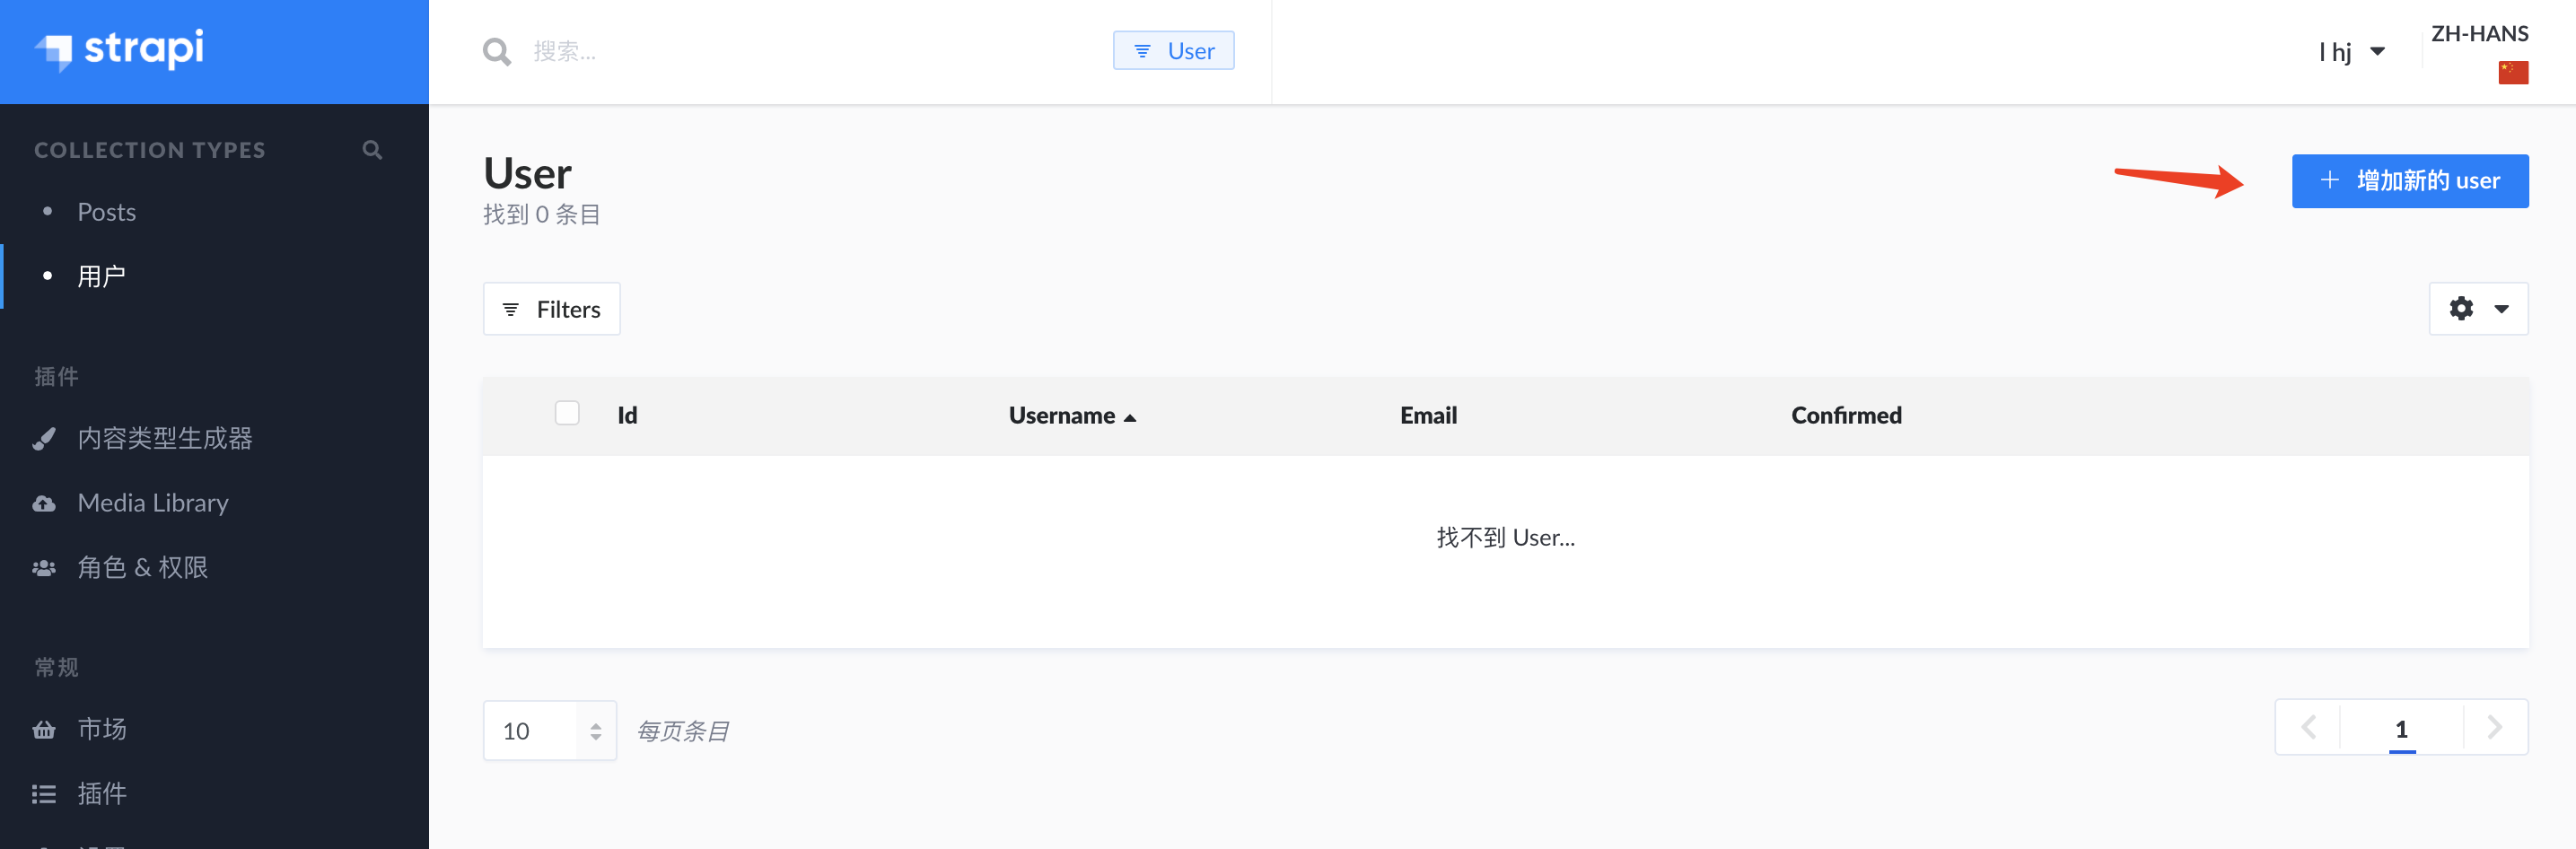 strapi
搜索...
User
l hj
ZH-HANS
COLLECTION TYPES
Posts
用户
插件
内容类型生成器
Media Library
角色 & 权限
常规
市场
插件
User
找到 0 条目
+ 增加新的 user
Filters
Id Username Email Confirmed
找不到 User...
10 每页条目
1